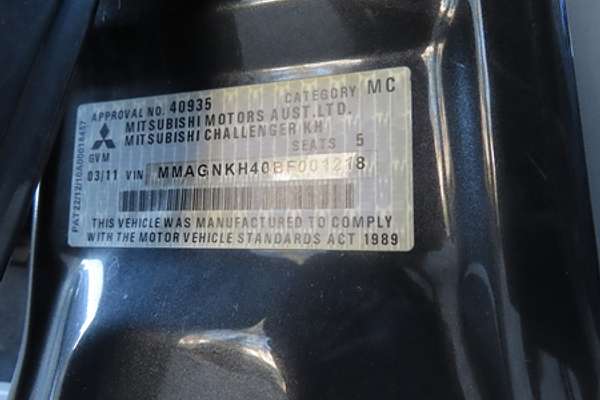 APPROVAL NO. 40935 CATEGORY MC
MITSUBISHI MOTORS AUST.LTD.
MITSUBISHI CHALLENGER KH
GVM SEATS 5
03/11 VIN MMAGNKH40BF001218
THIS VEHICLE WAS MANUFACTURED TO COMPLY
WITH THE MOTOR VEHICLE STANDARDS ACT 1989